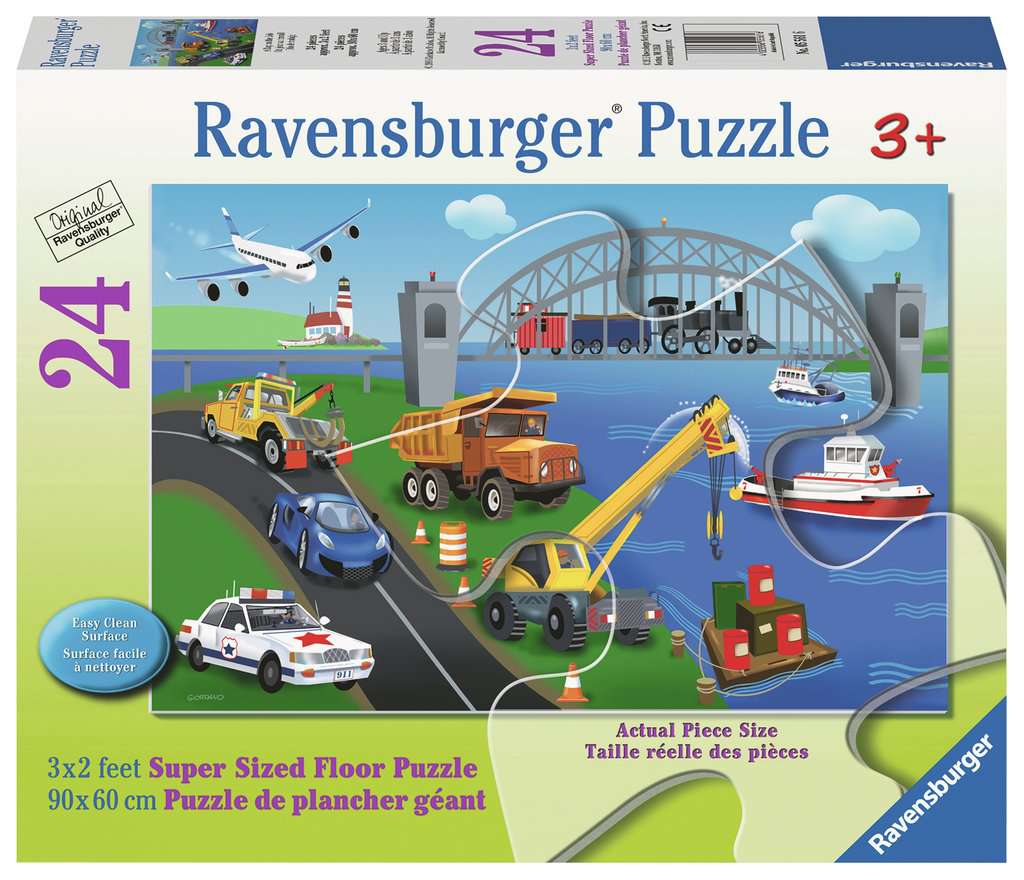 Ravensburger
Puzzle
24
Ravensburger
Ravensburger® Puzzle 3+
Original
Ravensburger®
Quality
24
Easy Clean
Surface
Surface facile
à nettoyer
911
GIORDANO
Actual Piece Size
Taille réelle des pièces
3x2 feet Super Sized Floor Puzzle
90x60 cm Puzzle de plancher géant
Ravensburger